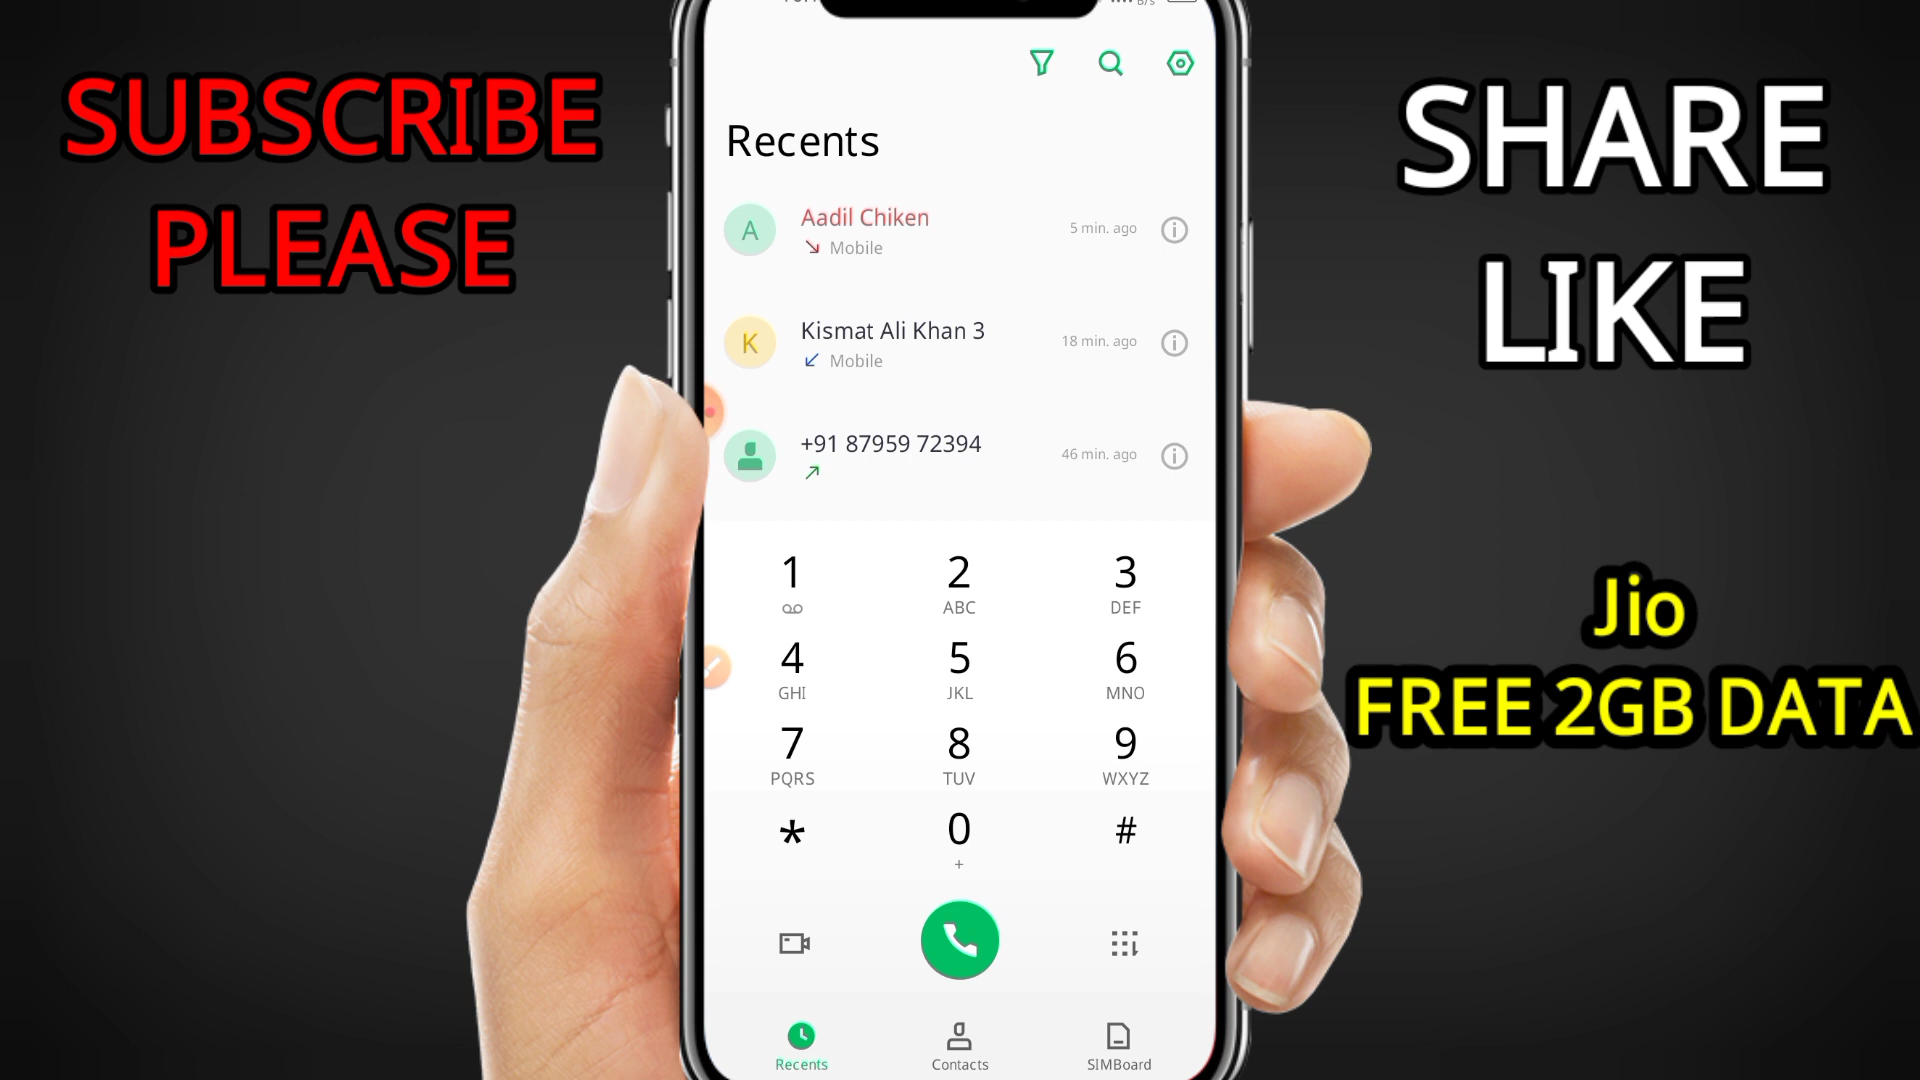 SUBSCRIBE
PLEASE
SHARE
LIKE
Jio
FREE 2GB DATA
B/s
Recents
A
Aadil Chiken
Mobile
5 min. ago
K
Kismat Ali Khan 3
Mobile
18 min. ago
+91 87959 72394
46 min. ago
1 2 3
ABC DEF
4 5 6
GHI JKL MNO
7 8 9
PQRS TUV WXYZ
* 0 #
+
Recents Contacts SIMBoard